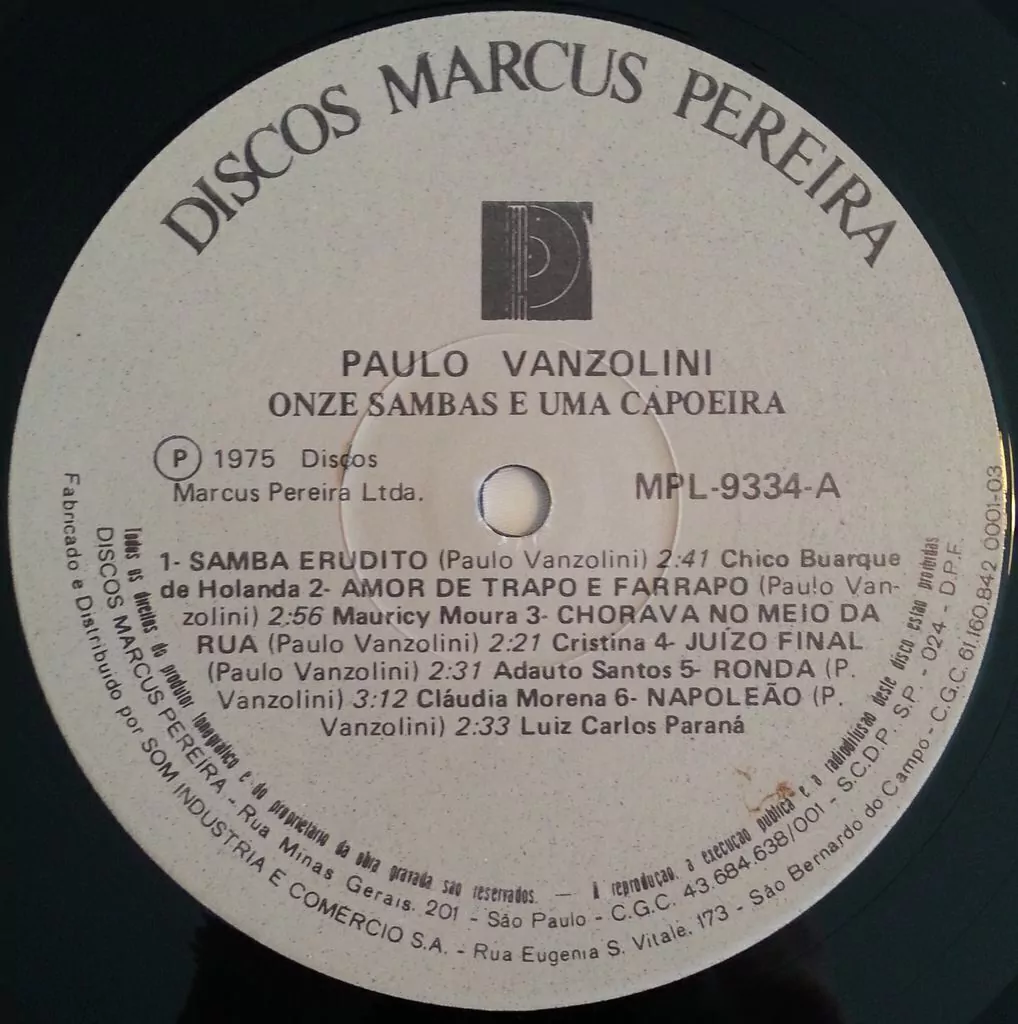 DISCOS MARCUS PEREIRA
PAULO VANZOLINI
ONZE SAMBAS E UMA CAPOEIRA
P 1975 Discos
Marcus Pereira Ltda.
MPL-9334-A
1- SAMBA ERUDITO (Paulo Vanzolini) 2:41 Chico Buarque
de Holanda 2- AMOR DE TRAPO E FARRAPO (Paulo Van-
zolini) 2:56 Mauricy Moura 3- CHORAVA NO MEIO DA
RUA (Paulo Vanzolini) 2:21 Cristina 4- JUÍZO FINAL
(Paulo Vanzolini) 2:31 Adauto Santos 5- RONDA (P.
Vanzolini) 3:12 Cláudia Morena 6- NAPOLEÃO (P.
Vanzolini) 2:33 Luiz Carlos Paraná
Todos os direitos do produtor fonográfico e do proprietário da obra gravada são reservados. — A reprodução, a execução pública e a radiodifusão deste disco estão proibidas
DISCOS MARCUS PEREIRA - Rua Minas Gerais, 201 - São Paulo - C.G.C. 43.684.638/001 - S.C.D.P. S.P. - 024 - D.P.F.
Fabricado e Distribuído por SOM INDUSTRIA E COMÉRCIO S.A. - Rua Eugenia S. Vitale, 173 - São Bernardo do Campo - C.G.C. 61.160.842 0001-03